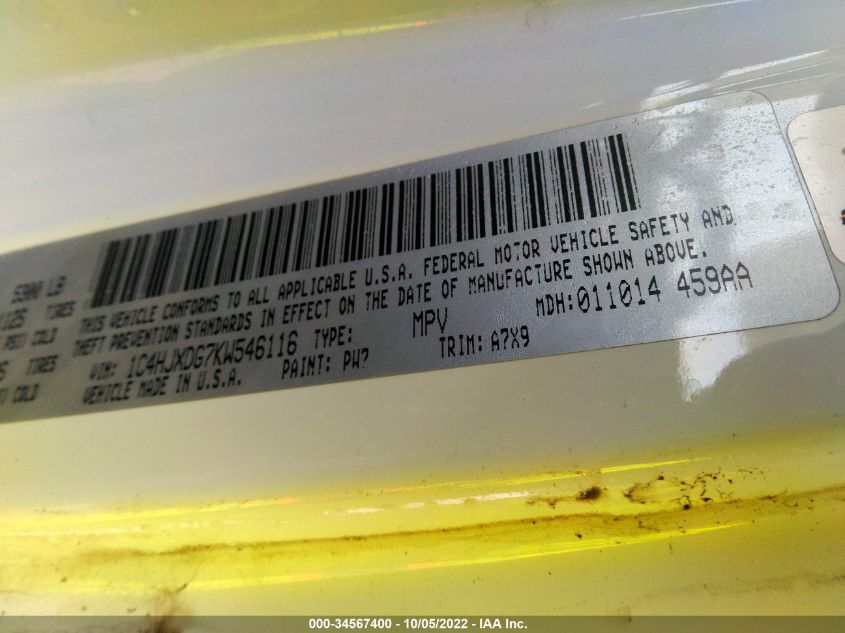 LB
THIS VEHICLE CONFORMS TO ALL APPLICABLE U.S.A. FEDERAL MOTOR VEHICLE SAFETY AND
TIRES THEFT PREVENTION STANDARDS IN EFFECT ON THE DATE OF MANUFACTURE SHOWN ABOVE.
PSI COLD VIN: 1C4HJXDG7KW546116 TYPE: MPV MDH:011014 459AA
TIRES VEHICLE MADE IN U.S.A. PAINT: PW7 TRIM: A7X9
COLD
000-34567400 - 10/05/2022 - IAA Inc.